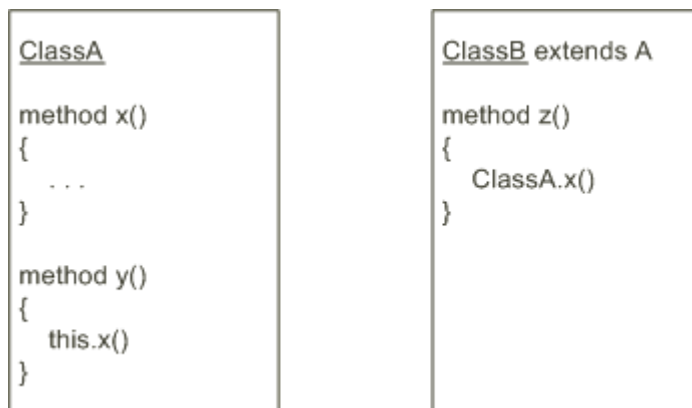 ClassA
method x()
{
. . .
}
method y()
{
this.x()
}
ClassB extends A
method z()
{
ClassA.x()
}